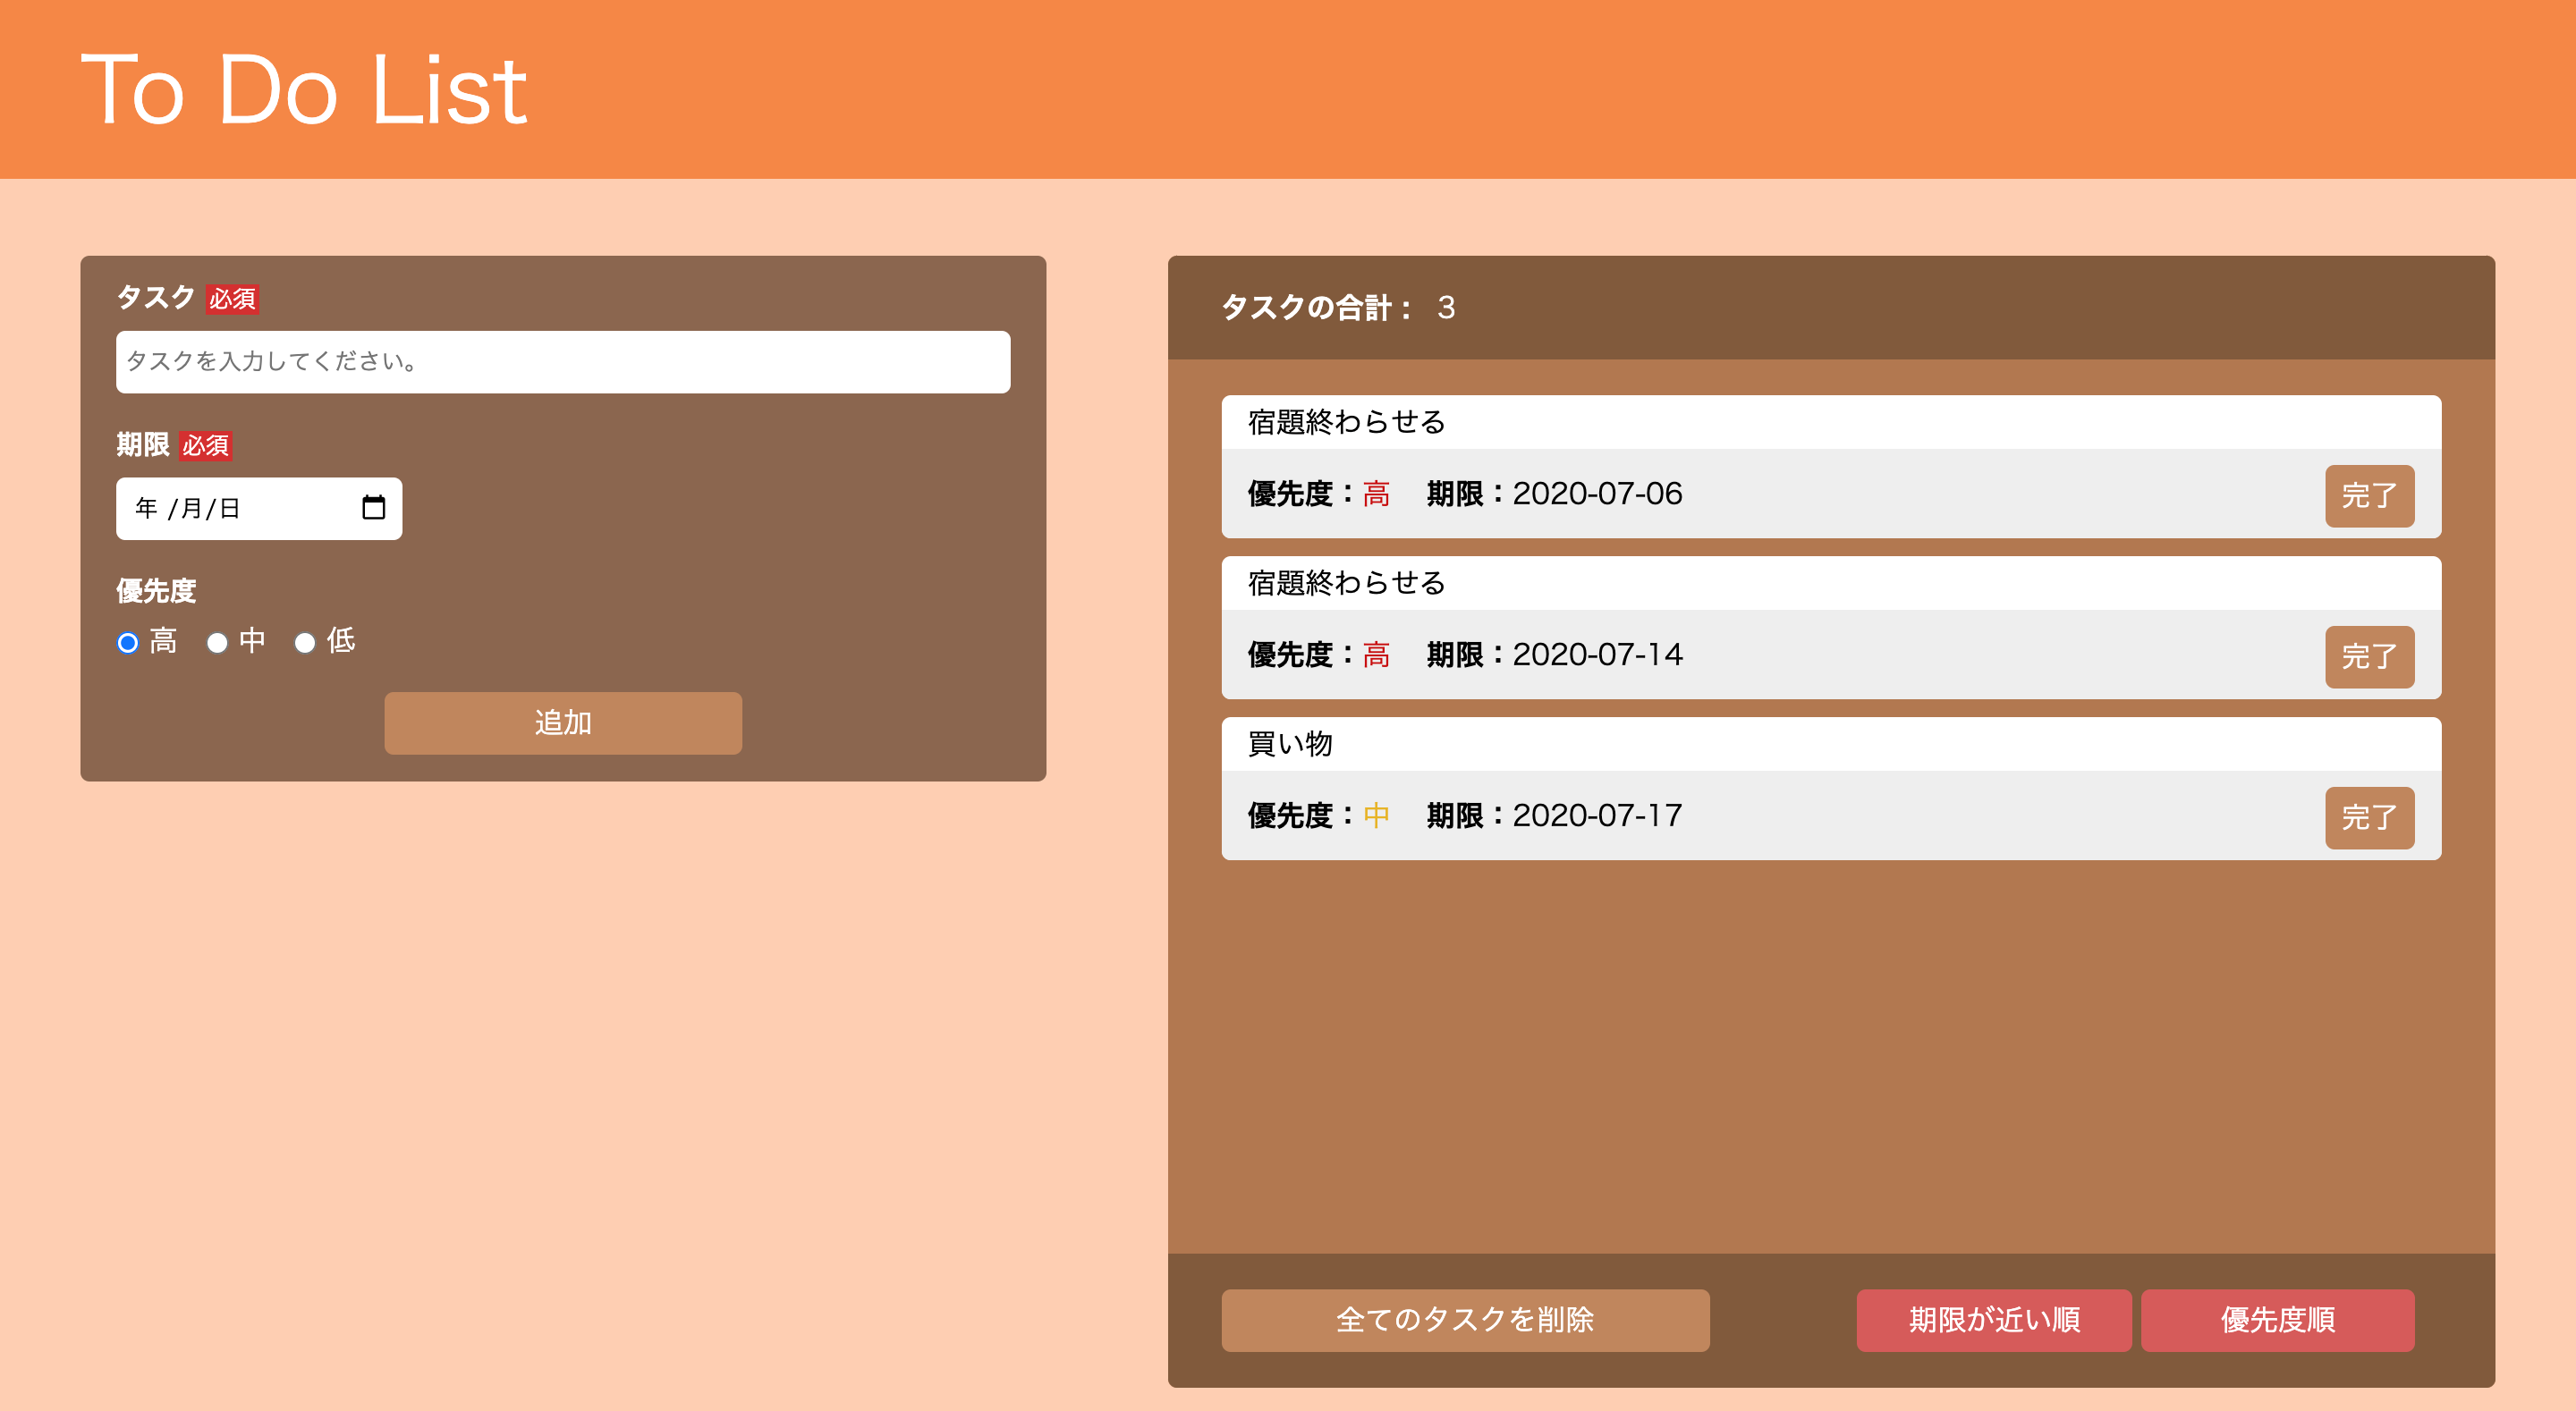 To Do List
タスク 必須
タスクを入力してください。
期限 必須
年 /月/日
優先度
高 中 低
追加
タスクの合計： 3
宿題終わらせる
優先度：高 期限：2020-07-06 完了
宿題終わらせる
優先度：高 期限：2020-07-14 完了
買い物
優先度：中 期限：2020-07-17 完了
全てのタスクを削除 期限が近い順 優先度順